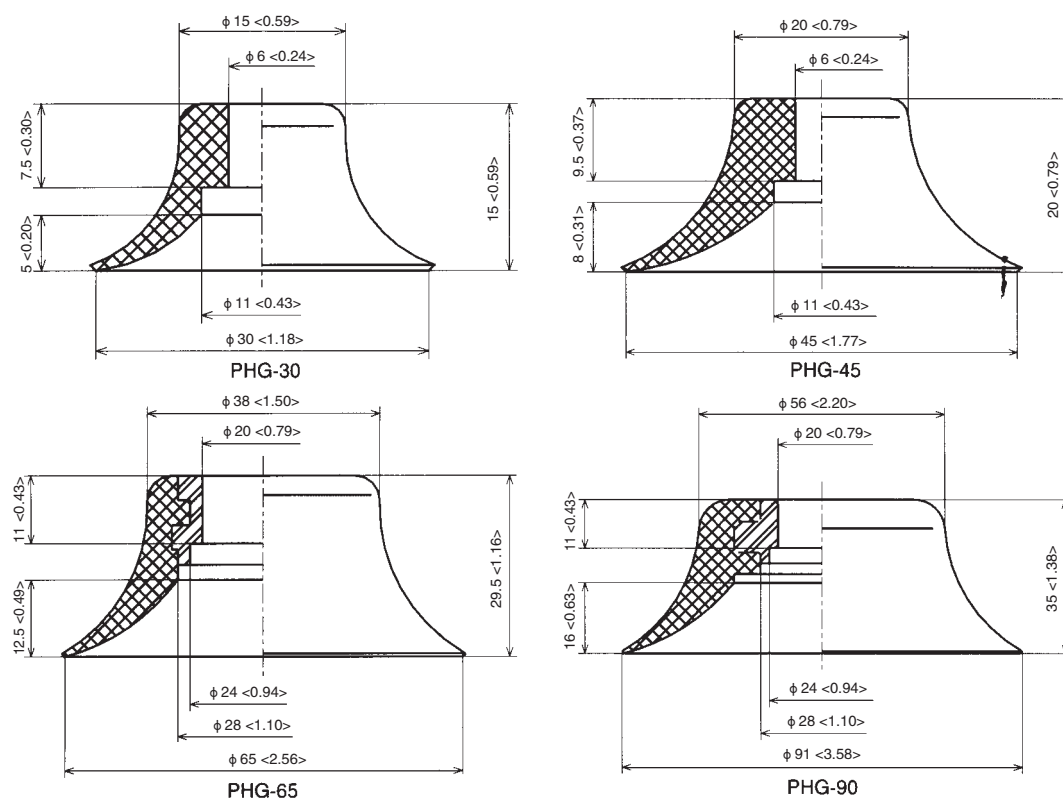 φ 15 <0.59>
φ 6 <0.24>
7.5 <0.30>
5 <0.20>
15 <0.59>
φ 11 <0.43>
φ 30 <1.18>
PHG-30
φ 20 <0.79>
φ 6 <0.24>
9.5 <0.37>
8 <0.31>
20 <0.79>
φ 11 <0.43>
φ 45 <1.77>
PHG-45
φ 38 <1.50>
φ 20 <0.79>
11 <0.43>
12.5 <0.49>
29.5 <1.16>
φ 24 <0.94>
φ 28 <1.10>
φ 65 <2.56>
PHG-65
φ 56 <2.20>
φ 20 <0.79>
11 <0.43>
16 <0.63>
35 <1.38>
φ 24 <0.94>
φ 28 <1.10>
φ 91 <3.58>
PHG-90